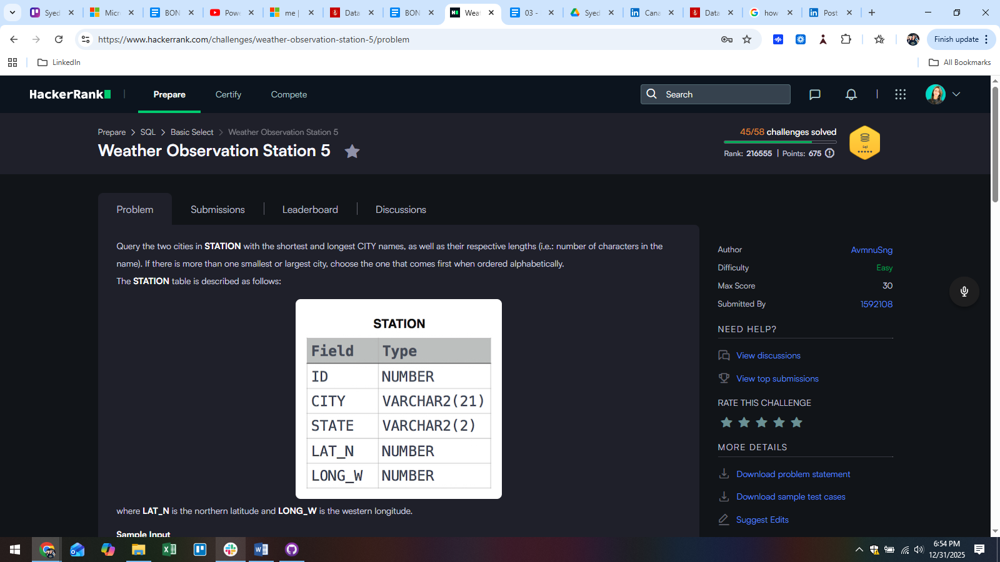 Syed
Micr
BON
Powe
me |
Data
BON
Weat
03 -
Syed
Cana
Data
how
Post
https://www.hackerrank.com/challenges/weather-observation-station-5/problem
Finish update
LinkedIn
All Bookmarks
HackerRank
Prepare
Certify
Compete
Search
Prepare > SQL > Basic Select > Weather Observation Station 5
45/58 challenges solved
Weather Observation Station 5
Rank: 216555 | Points: 675
Sql
Problem
Submissions
Leaderboard
Discussions
Query the two cities in STATION with the shortest and longest CITY names, as well as their respective lengths (i.e.: number of characters in the
name). If there is more than one smallest or largest city, choose the one that comes first when ordered alphabetically.
The STATION table is described as follows:
STATION
Field Type
ID NUMBER
CITY VARCHAR2(21)
STATE VARCHAR2(2)
LAT_N NUMBER
LONG_W NUMBER
where LAT_N is the northern latitude and LONG_W is the western longitude.
Sample Input
Author AvmnuSng
Difficulty Easy
Max Score 30
Submitted By 1592108
NEED HELP?
View discussions
View top submissions
RATE THIS CHALLENGE
MORE DETAILS
Download problem statement
Download sample test cases
Suggest Edits
6:54 PM
12/31/2025